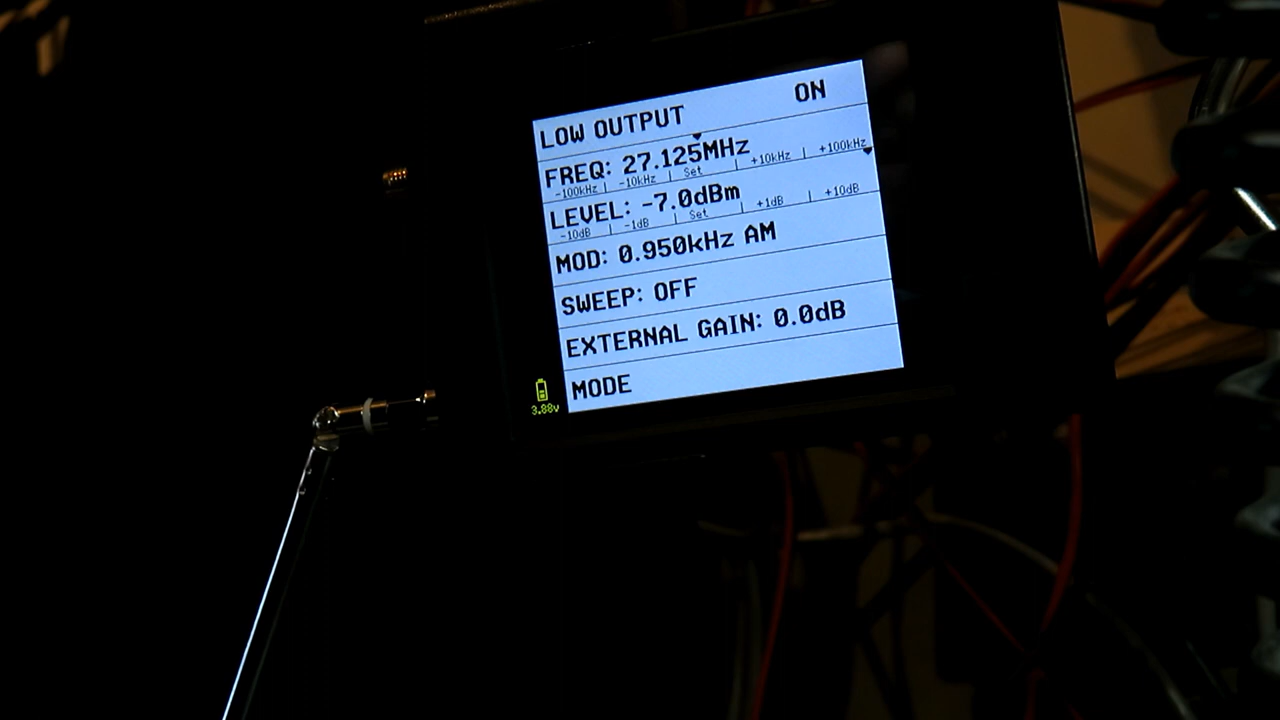 LOW OUTPUT ON
FREQ: 27.125MHz
-100kHz | -10kHz | Set | +10kHz | +100kHz
LEVEL: -7.0dBm
-10dB | -1dB | Set | +1dB | +10dB
MOD: 0.950kHz AM
SWEEP: OFF
EXTERNAL GAIN: 0.0dB
MODE
3.88v